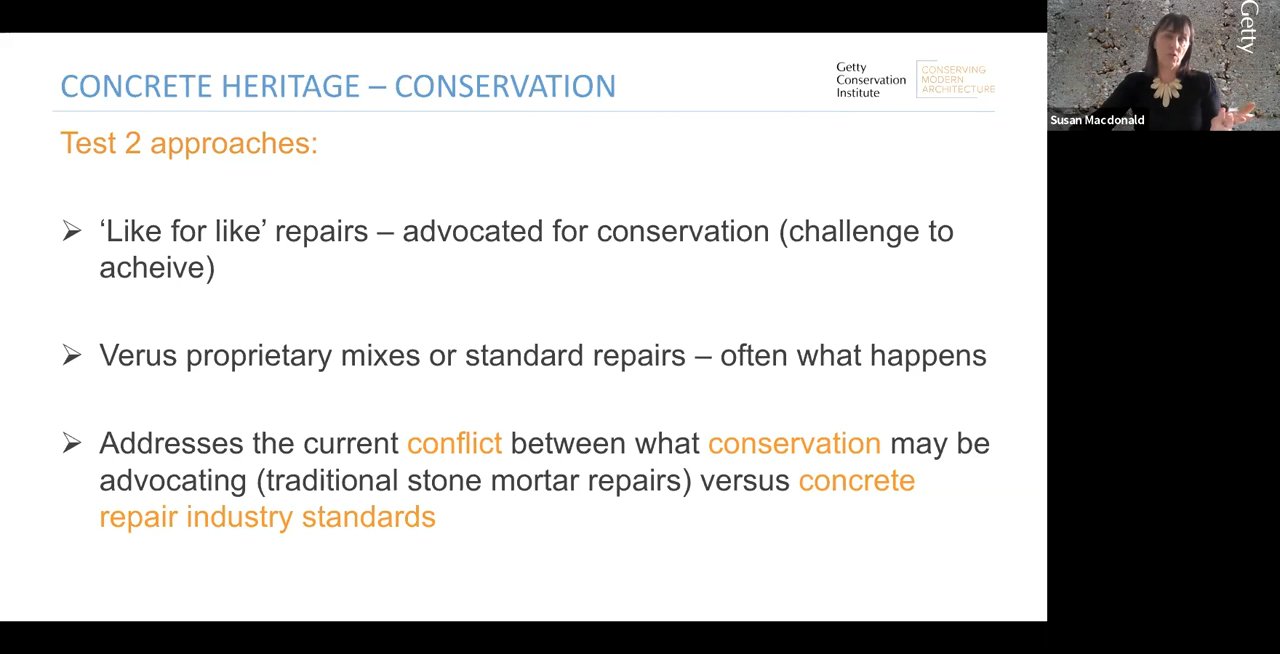 CONCRETE HERITAGE – CONSERVATION
Getty
Conservation
Institute
CONSERVING
MODERN
ARCHITECTURE
Getty
Susan Macdonald
Test 2 approaches:
➢ ‘Like for like’ repairs – advocated for conservation (challenge to
acheive)
➢ Verus proprietary mixes or standard repairs – often what happens
➢ Addresses the current conflict between what conservation may be
advocating (traditional stone mortar repairs) versus concrete
repair industry standards